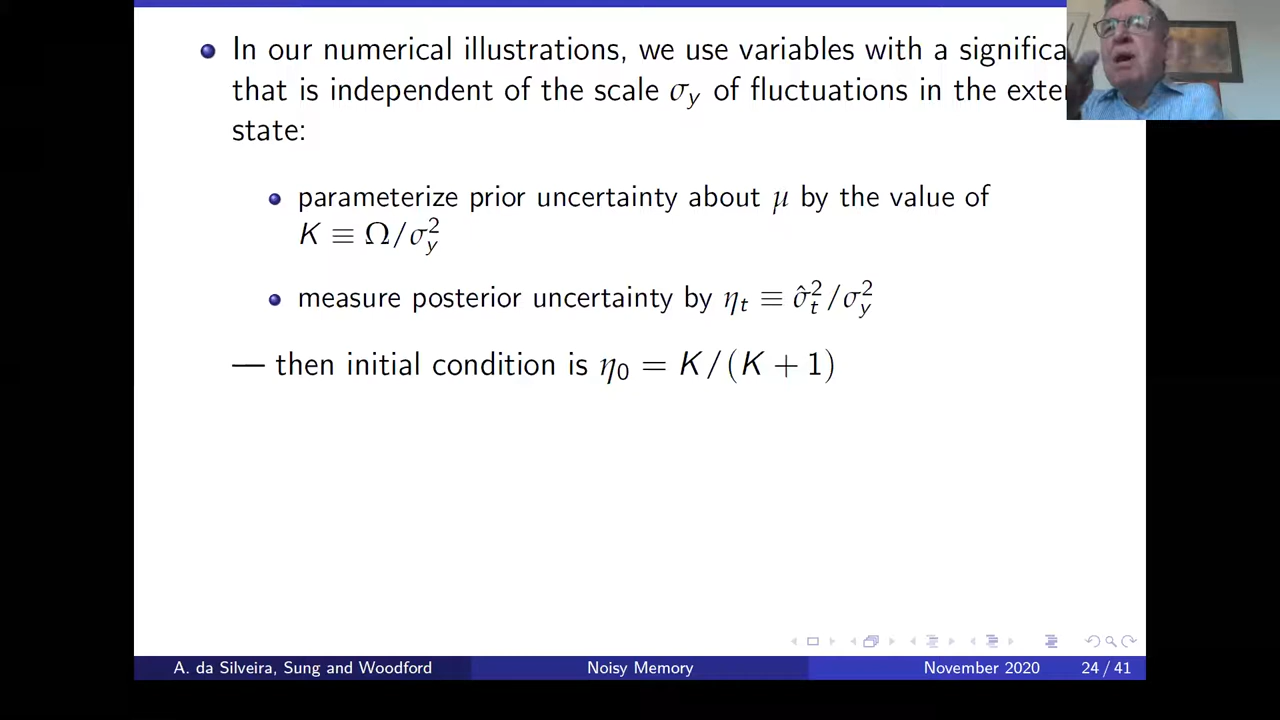 In our numerical illustrations, we use variables with a
that is independent of the scale σ_y of fluctuations in the
state:
parameterize prior uncertainty about μ by the value of
K ≡ Ω/σ_y^2
measure posterior uncertainty by η_t ≡ σ̂_t^2/σ_y^2
— then initial condition is η_0 = K/(K + 1)
A. da Silveira, Sung and Woodford Noisy Memory November 2020 24 / 41